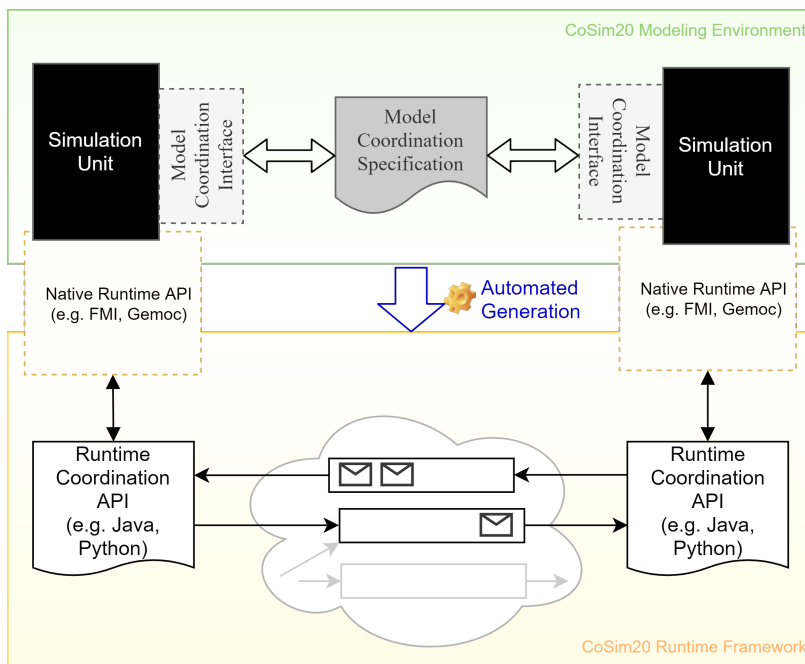 CoSim20 Modeling Environment
Simulation
Unit
Model
Coordination
Interface
Model
Coordination
Specification
Model
Coordination
Interface
Simulation
Unit
Native Runtime API
(e.g. FMI, Gemoc)
Automated
Generation
Native Runtime API
(e.g. FMI, Gemoc)
Runtime
Coordination
API
(e.g. Java,
Python)
Runtime
Coordination
API
(e.g. Java,
Python)
CoSim20 Runtime Framework